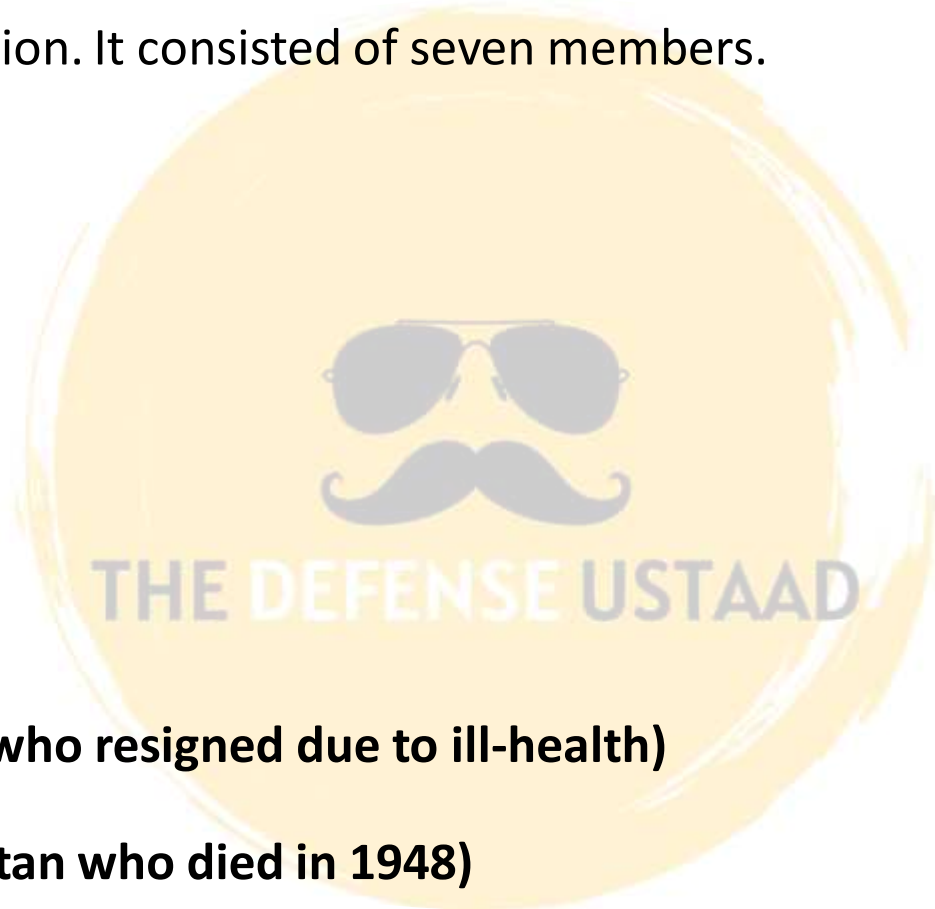 ion. It consisted of seven members.
THE DEFENSE USTAAD
who resigned due to ill-health)
tan who died in 1948)